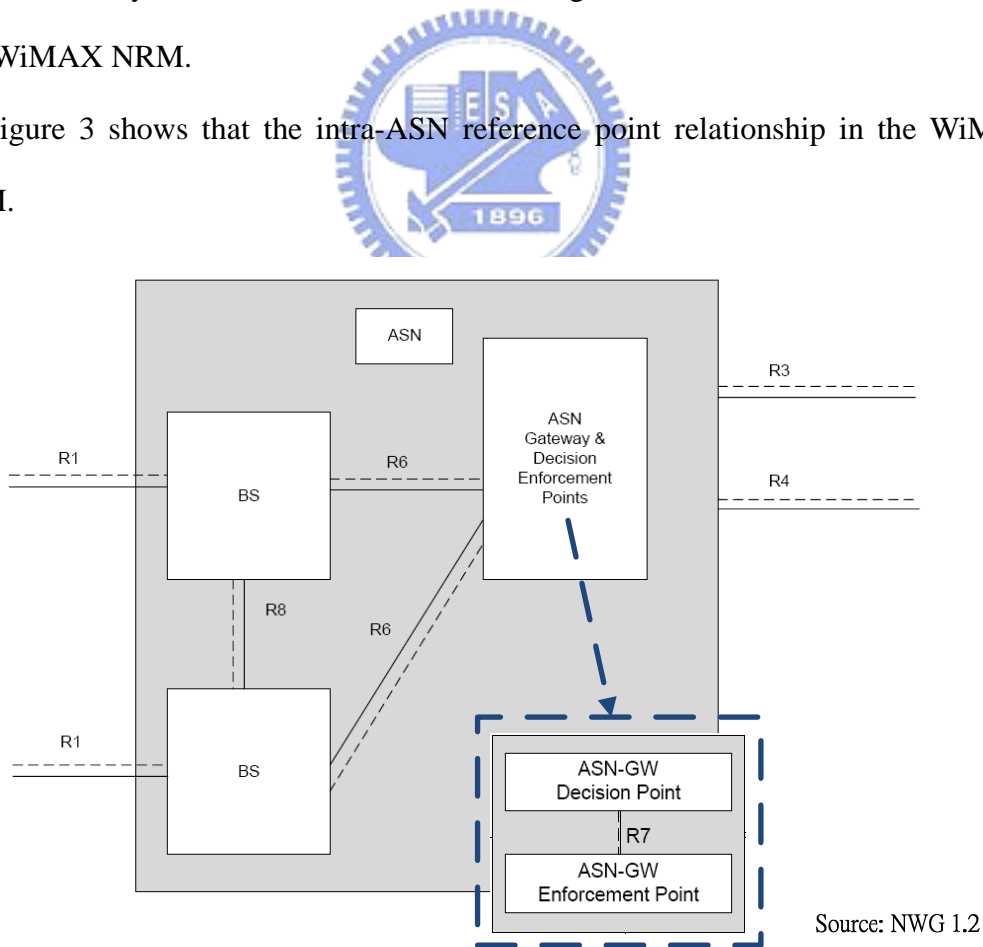 WiMAX NRM.
igure 3 shows that the intra-ASN reference point relationship in the WiM
I.
E S A
1896
ASN
R3
ASN
Gateway &
Decision
Enforcement
Points
R1
R6
BS
R4
R8
R6
R1
BS
ASN-GW
Decision Point
R7
ASN-GW
Enforcement Point
Source: NWG 1.2